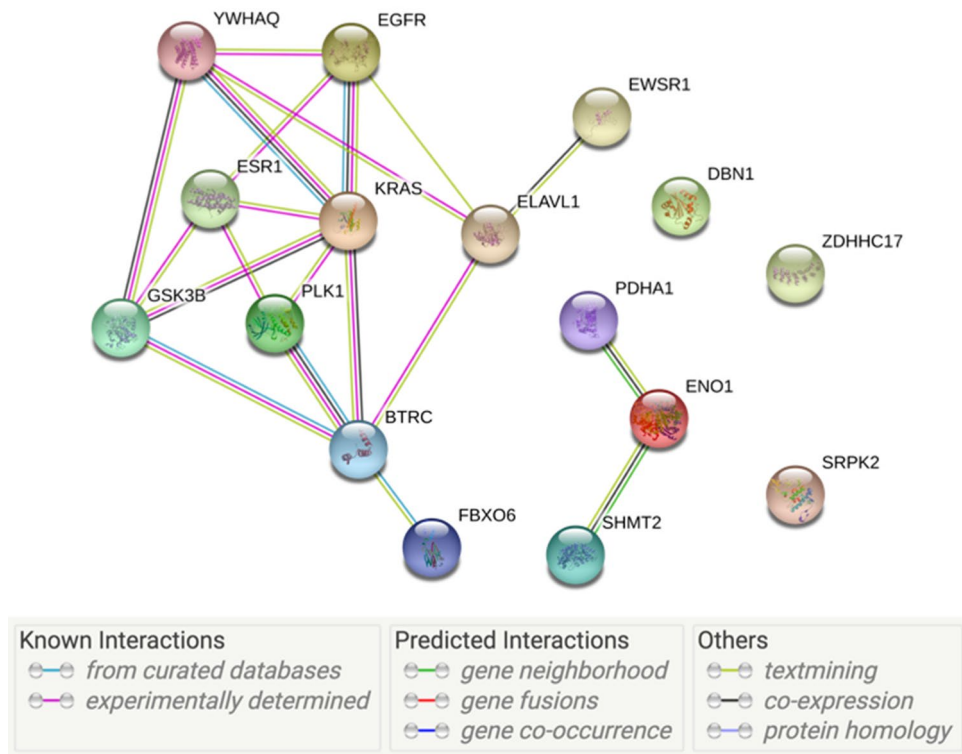 YWHAQ
EGFR
EWSR1
ESR1
KRAS
ELAVL1
DBN1
ZDHHC17
GSK3B
PLK1
PDHA1
ENO1
BTRC
SRPK2
FBXO6
SHMT2
Known Interactions
from curated databases
experimentally determined
Predicted Interactions
gene neighborhood
gene fusions
gene co-occurrence
Others
textmining
co-expression
protein homology